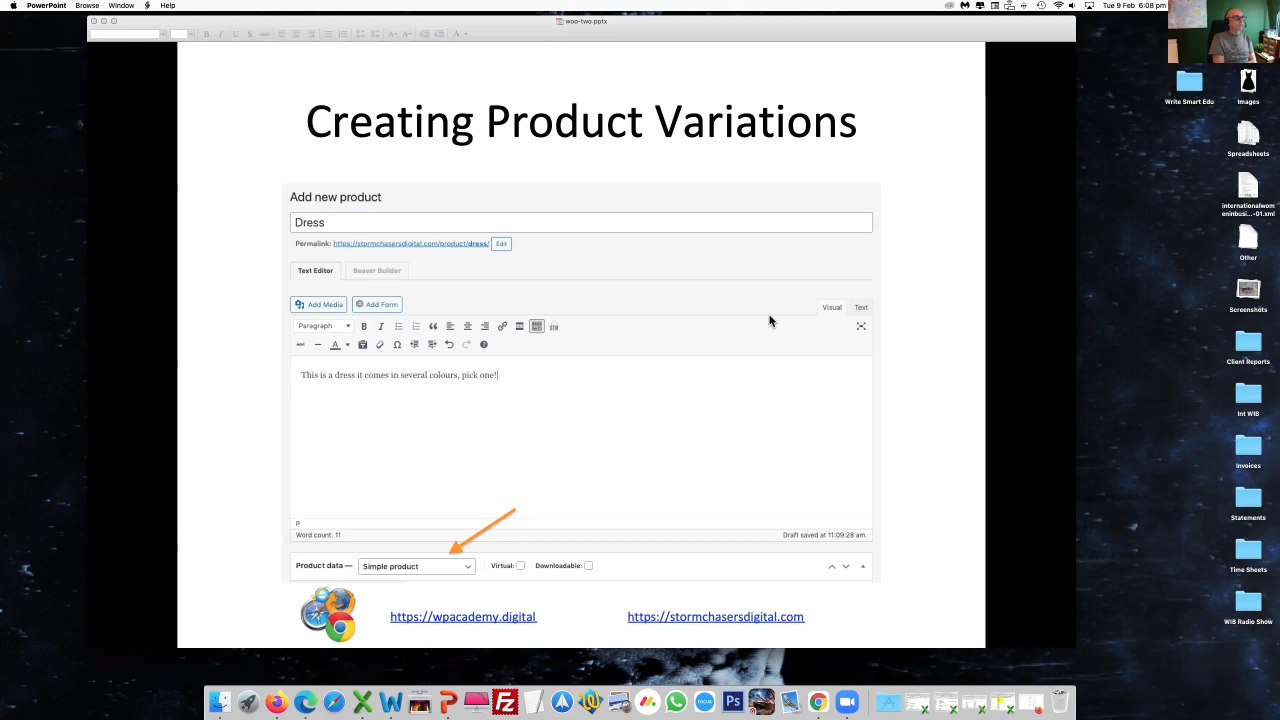 PowerPoint Browse Window Help
Tue 9 Feb 6:08 pm
woo-two.pptx
Creating Product Variations
Add new product
Dress
Permalink: https://stormchasersdigital.com/product/dress/ Edit
Text Editor Beaver Builder
Add Media Add Form
Visual Text
Paragraph
This is a dress it comes in several colours, pick one!
P
Word count: 11 Draft saved at 11:09:28 am.
Product data — Simple product Virtual: Downloadable:
https://wpacademy.digital https://stormchasersdigital.com
Write Smart Edu
Images
Spreadsheets
internationalwom
eninbusi...-01.xml
Other
Screenshots
Client Reports
Int WIB
Invoices
Statements
Time Sheets
WIB Radio Show